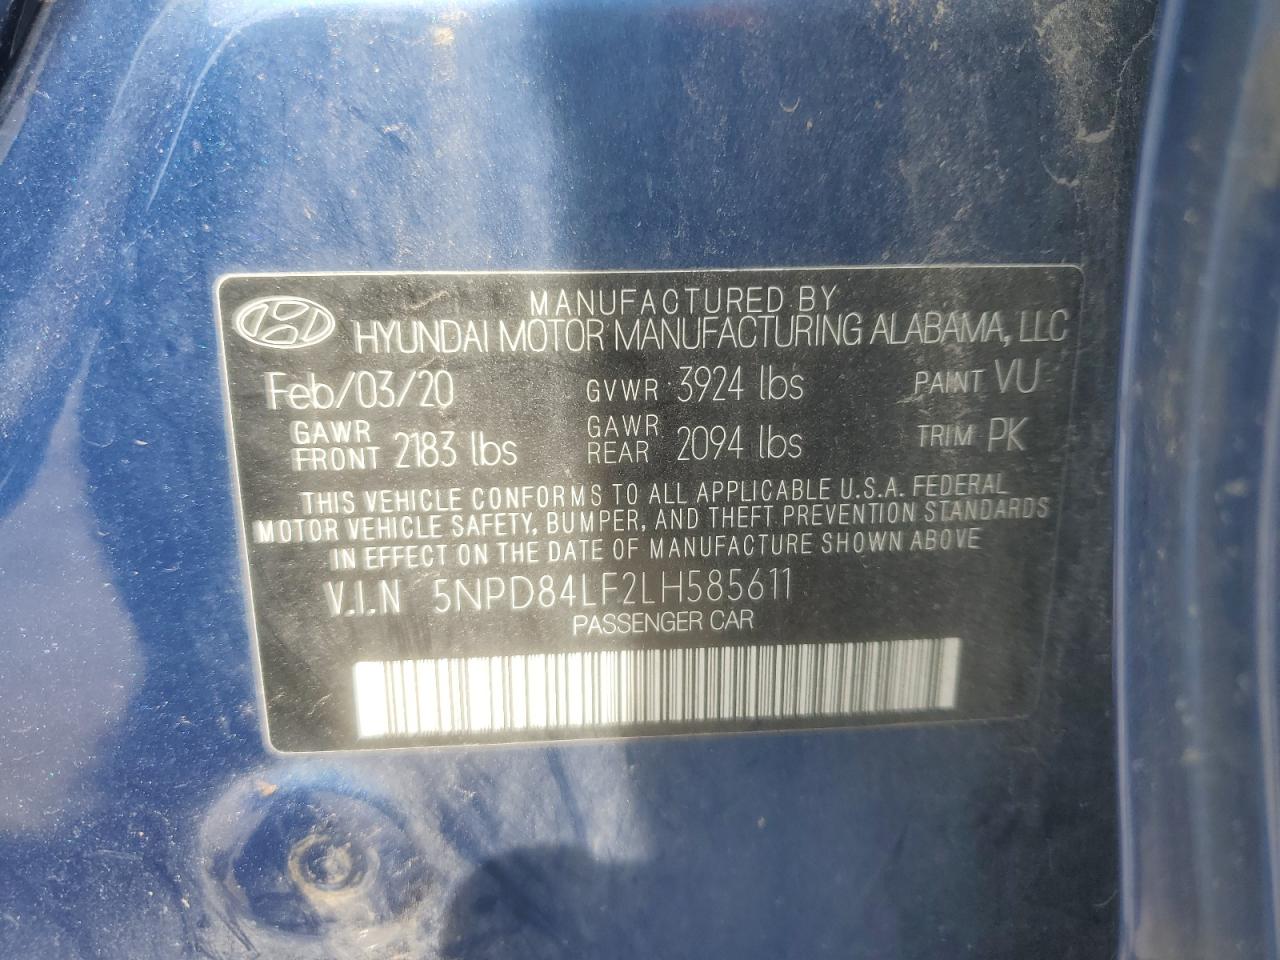 MANUFACTURED BY
HYUNDAI MOTOR MANUFACTURING ALABAMA, LLC
Feb/03/20 GVWR 3924 lbs PAINT VU
GAWR FRONT 2183 lbs GAWR REAR 2094 lbs TRIM PK
THIS VEHICLE CONFORMS TO ALL APPLICABLE U.S.A. FEDERAL
MOTOR VEHICLE SAFETY, BUMPER, AND THEFT PREVENTION STANDARDS
IN EFFECT ON THE DATE OF MANUFACTURE SHOWN ABOVE
V.I.N 5NPD84LF2LH585611
PASSENGER CAR